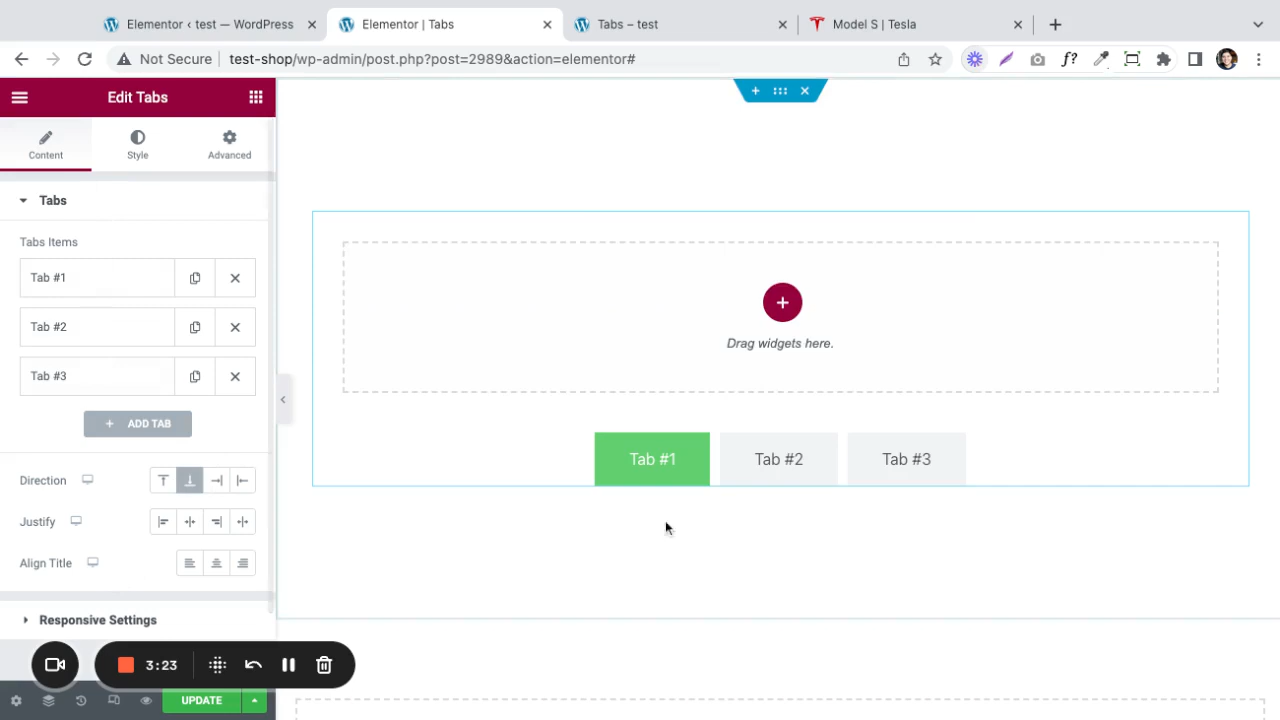 Elementor ‹ test — WordPress
Elementor | Tabs
Tabs – test
Model S | Tesla
Not Secure
test-shop/wp-admin/post.php?post=2989&action=elementor#
f?
Edit Tabs
Content
Style
Advanced
Tabs
Tabs Items
Tab #1
Tab #2
Tab #3
ADD TAB
Direction
Justify
Align Title
Responsive Settings
3:23
UPDATE
Drag widgets here.
Tab #1
Tab #2
Tab #3